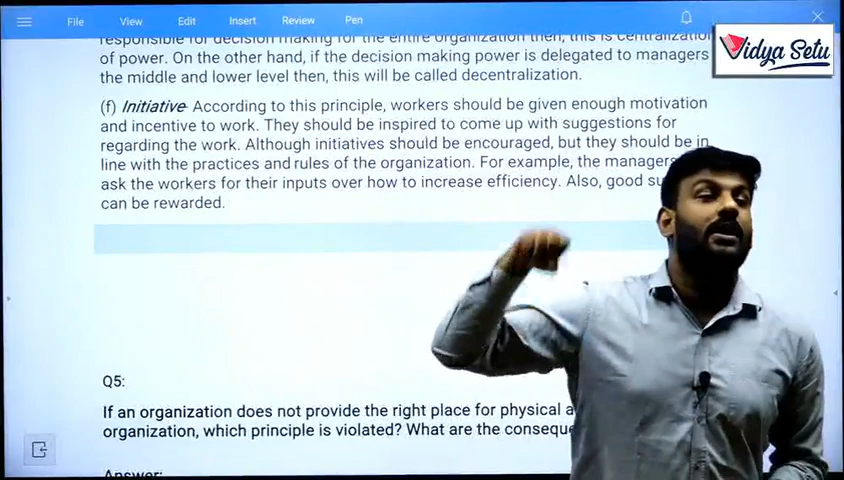 File View Edit Insert Review Pen
Vidya Setu
responsible for decision making for the entire organization then, this is centralization
of power. On the other hand, if the decision making power is delegated to managers
the middle and lower level then, this will be called decentralization.
(f) Initiative- According to this principle, workers should be given enough motivation
and incentive to work. They should be inspired to come up with suggestions for
regarding the work. Although initiatives should be encouraged, but they should be in
line with the practices and rules of the organization. For example, the managers
ask the workers for their inputs over how to increase efficiency. Also, good
can be rewarded.
Q5:
If an organization does not provide the right place for physical
organization, which principle is violated? What are the
Answer: